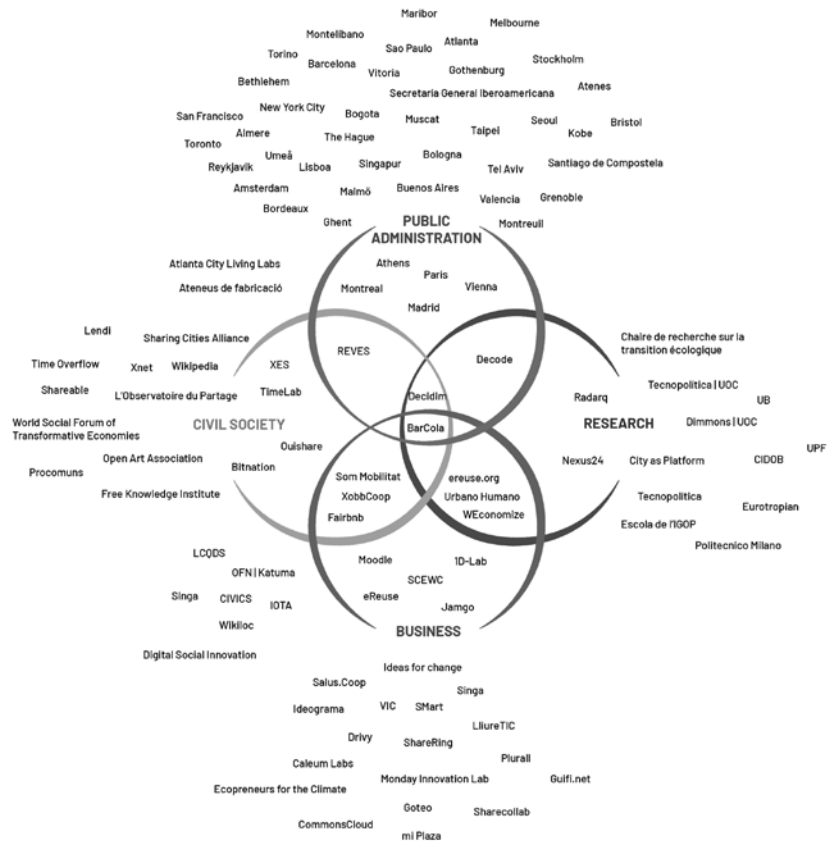 Maribor
Melbourne
Montelibano
Sao Paulo
Atlanta
Torino
Barcelona
Vitoria
Gothenburg
Stockholm
Bethlehem
Secretaria General Iberoamericana
Atenes
San Francisco
New York City
Bogota
Muscat
Taipei
Seoul
Kobe
Bristol
Toronto
Almere
The Hague
Reykjavik
Umeå
Lisboa
Singapur
Bologna
Tel Aviv
Santiago de Compostela
Amsterdam
Malmö
Buenos Aires
Valencia
Grenoble
Bordeaux
Ghent
PUBLIC
ADMINISTRATION
Montreuil
Atlanta City Living Labs
Athens
Paris
Ateneus de fabricació
Montreal
Vienna
Madrid
Lendi
Sharing Cities Alliance
Chaire de recherche sur la
transition écologique
REVES
Decode
Time Overflow
Xnet
Wikipedia
XES
Shareable
L'Observatoire du Partage
TimeLab
Decidim
Radarq
Tecnopolítica | UOC
UB
World Social Forum of
Transformative Economies
CIVIL SOCIETY
BarCola
RESEARCH
Dimmons | UOC
Ouishare
UPF
Procomuns
Open Art Association
Bitnation
Nexus24
City as Platform
CIDOB
Free Knowledge Institute
Som Mobilitat
XobbCoop
Fairbnb
ereuse.org
Urbano Humano
WEconomize
Tecnopolítica
Eurotropian
Escola de l'IGOP
Politecnico Milano
LCQDS
OFN | Katuma
Moodle
1D-Lab
SCEWC
Singa
CIVICS
IOTA
eReuse
Jamgo
Wikiloc
BUSINESS
Digital Social Innovation
Ideas for change
Salus.Coop
Singa
Ideograma
VIC
SMart
LliureTIC
Drivy
ShareRing
Plurall
Caleum Labs
Ecopreneurs for the Climate
Monday Innovation Lab
Guifi.net
Goteo
Sharecollab
CommonsCloud
mi Plaza